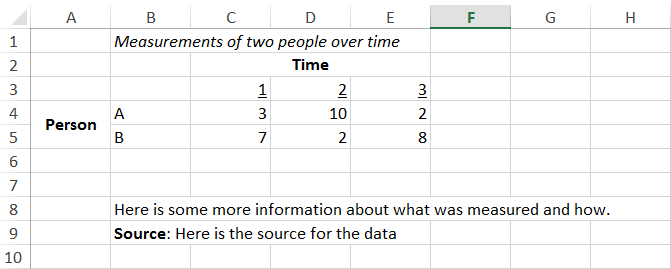 A B C D E F G H
1 Measurements of two people over time
2 Time
3 1 2 3
4 A 3 10 2
Person
5 B 7 2 8
6
7
8 Here is some more information about what was measured and how.
9 Source: Here is the source for the data
10